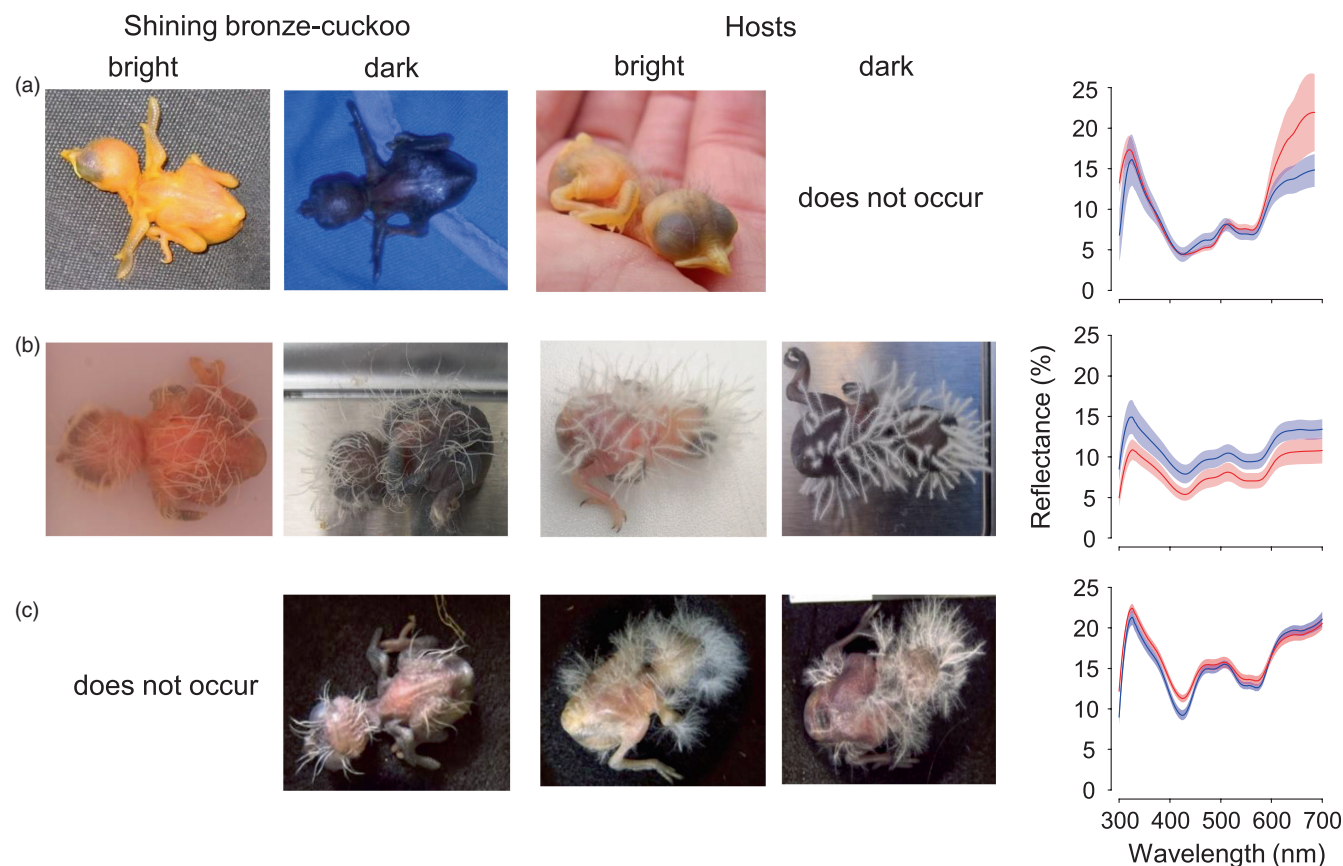 Shining bronze-cuckoo Hosts
bright dark bright dark
(a)
does not occur
25
20
15
10
5
0
(b)
25
20
15
10
5
0
Reflectance (%)
(c)
does not occur
25
20
15
10
5
0
300 400 500 600 700
Wavelength (nm)